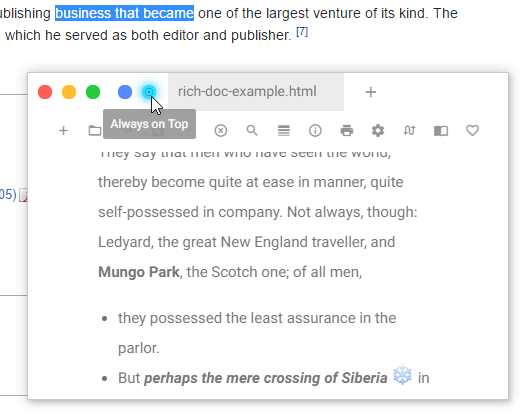 ublishing business that became one of the largest venture of its kind. The
which he served as both editor and publisher. [7]
rich-doc-example.html
Always on Top
05)
They say that men who have seen the world,
thereby become quite at ease in manner, quite
self-possessed in company. Not always, though:
Ledyard, the great New England traveller, and
Mungo Park, the Scotch one; of all men,
• they possessed the least assurance in the
parlor.
• But perhaps the mere crossing of Siberia ❄️ in